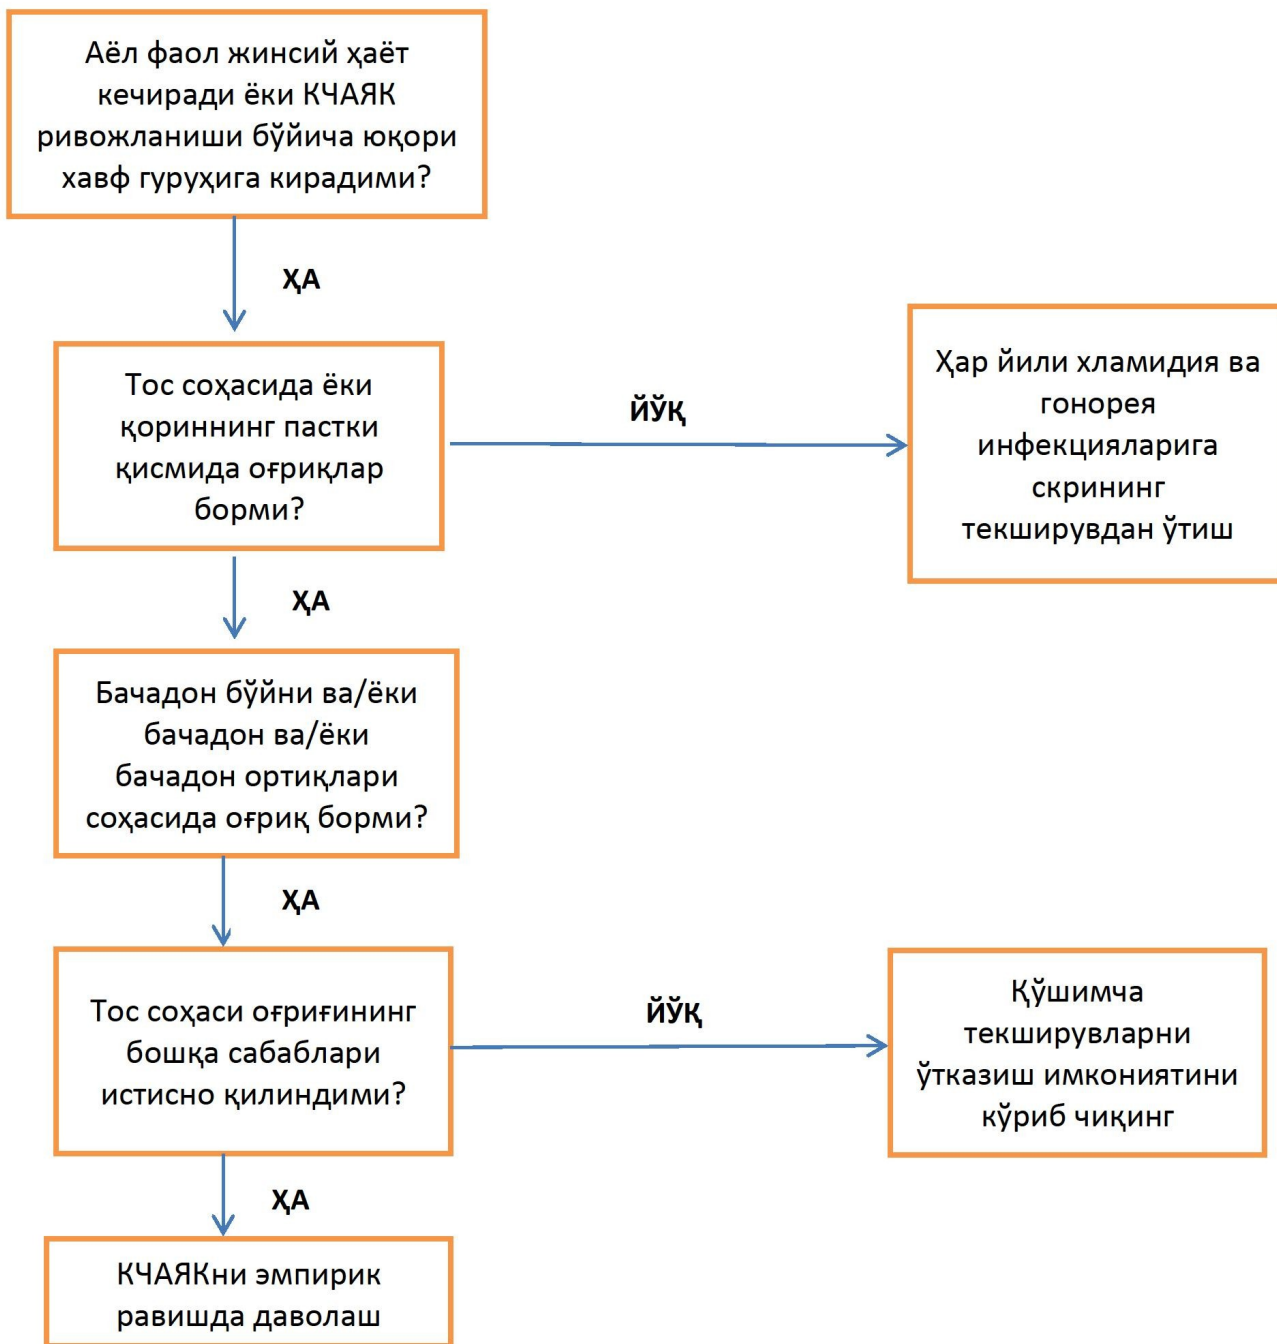 Аёл фаол жинсий ҳаёт
кечиради ёки КЧАЯК
ривожланиши бўйича юқори
хавф гуруҳига кирадими?
ҲА
Тос соҳасида ёки
қориннинг пастки
қисмида оғриқлар
борми?
ЙЎҚ
Ҳар йили хламидия ва
гонорея
инфекцияларига
скрининг
текширувдан ўтиш
ҲА
Бачадон бўйни ва/ёки
бачадон ва/ёки
бачадон ортиқлари
соҳасида оғриқ борми?
ҲА
Тос соҳаси оғриғининг
бошқа сабаблари
истисно қилиндими?
ЙЎҚ
Қўшимча
текширувларни
ўтказиш имкониятини
кўриб чиқинг
ҲА
КЧАЯКни эмпирик
равишда даволаш